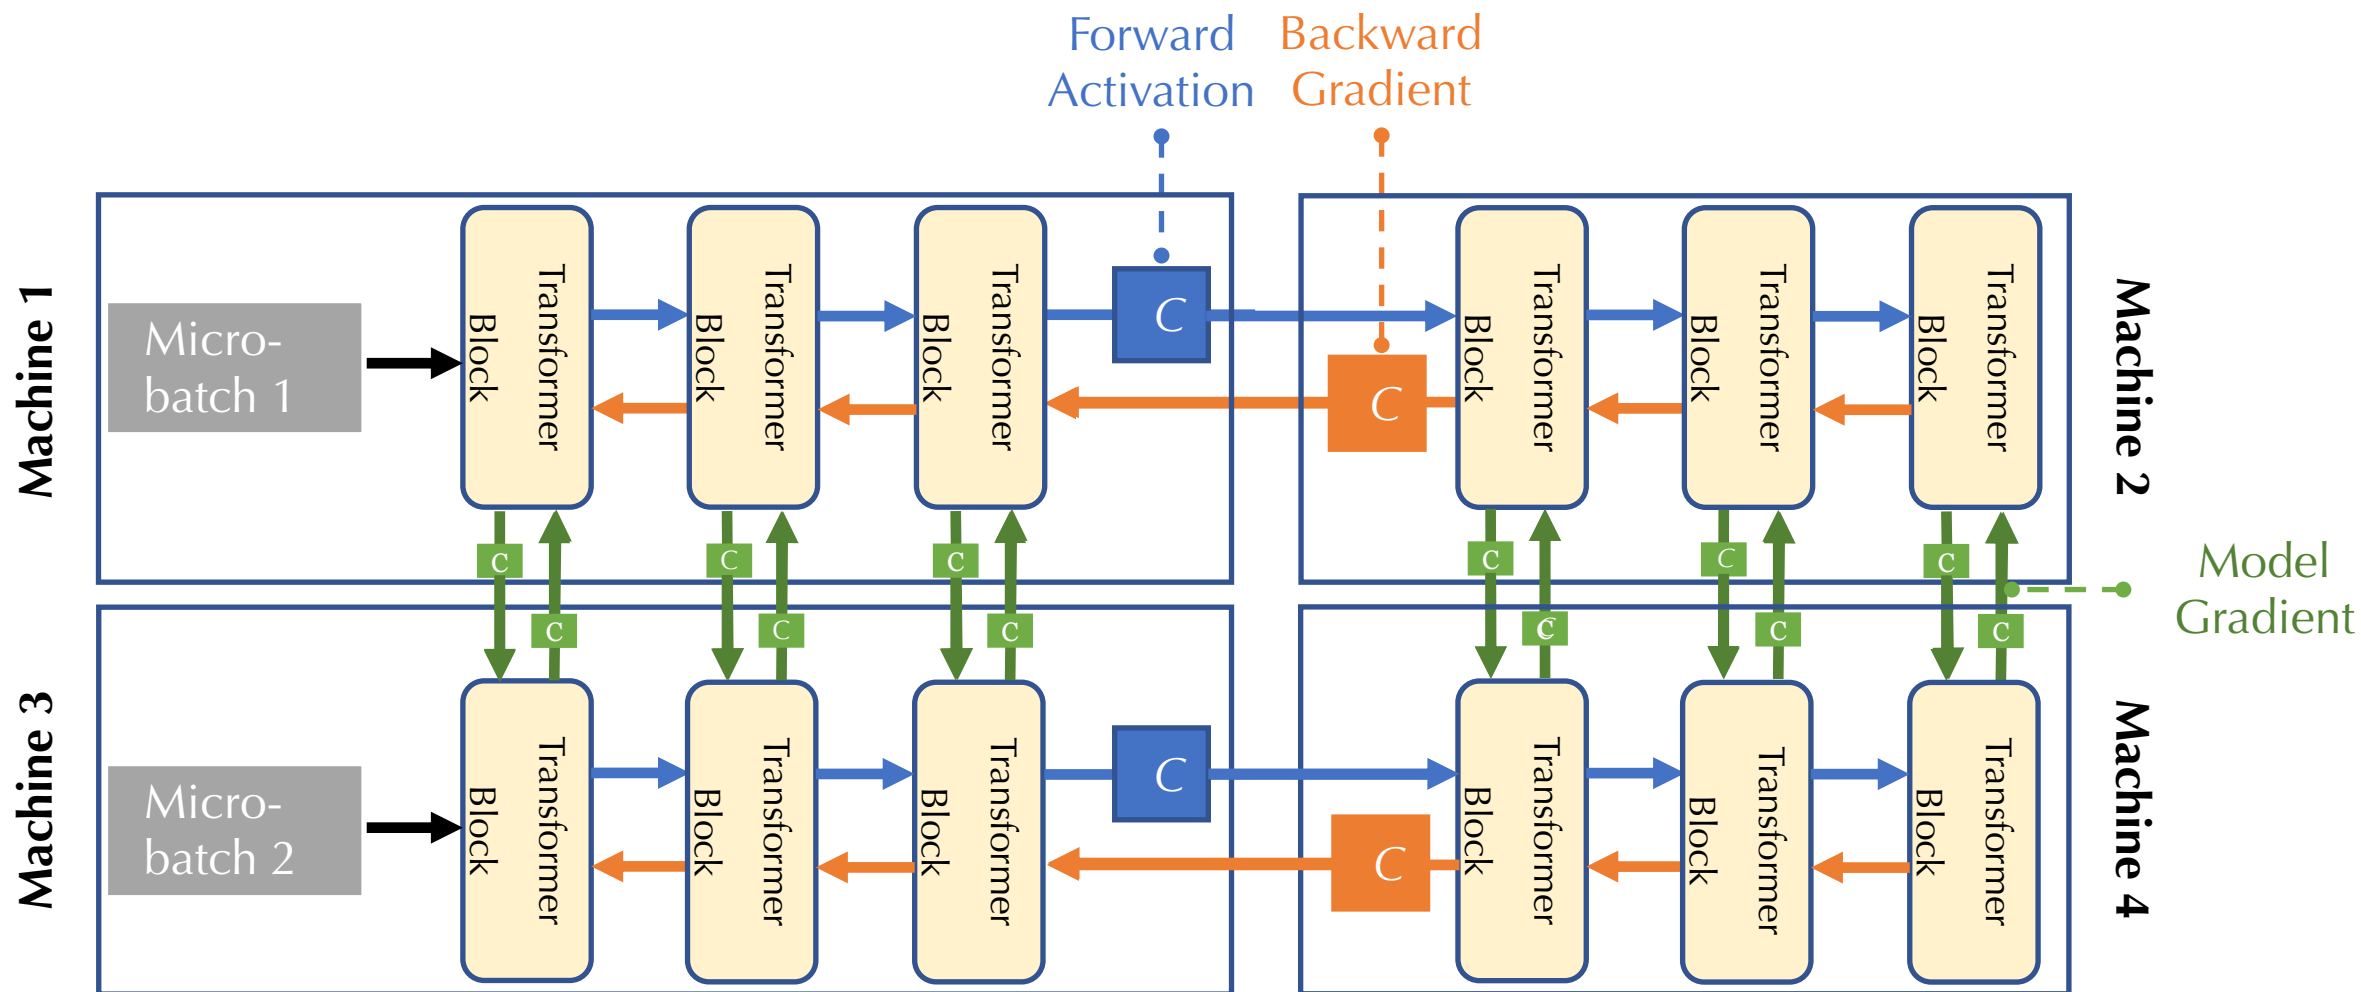 Forward
Activation
Backward
Gradient
Machine 1
Micro-
batch 1
Transformer
Block
Transformer
Block
Transformer
Block
C
C
Transformer
Block
Transformer
Block
Transformer
Block
Machine 2
C
C
C
C
C
C
C
C
C
C
C
C
Model
Gradient
Machine 3
Micro-
batch 2
Transformer
Block
Transformer
Block
Transformer
Block
C
C
Transformer
Block
Transformer
Block
Transformer
Block
Machine 4